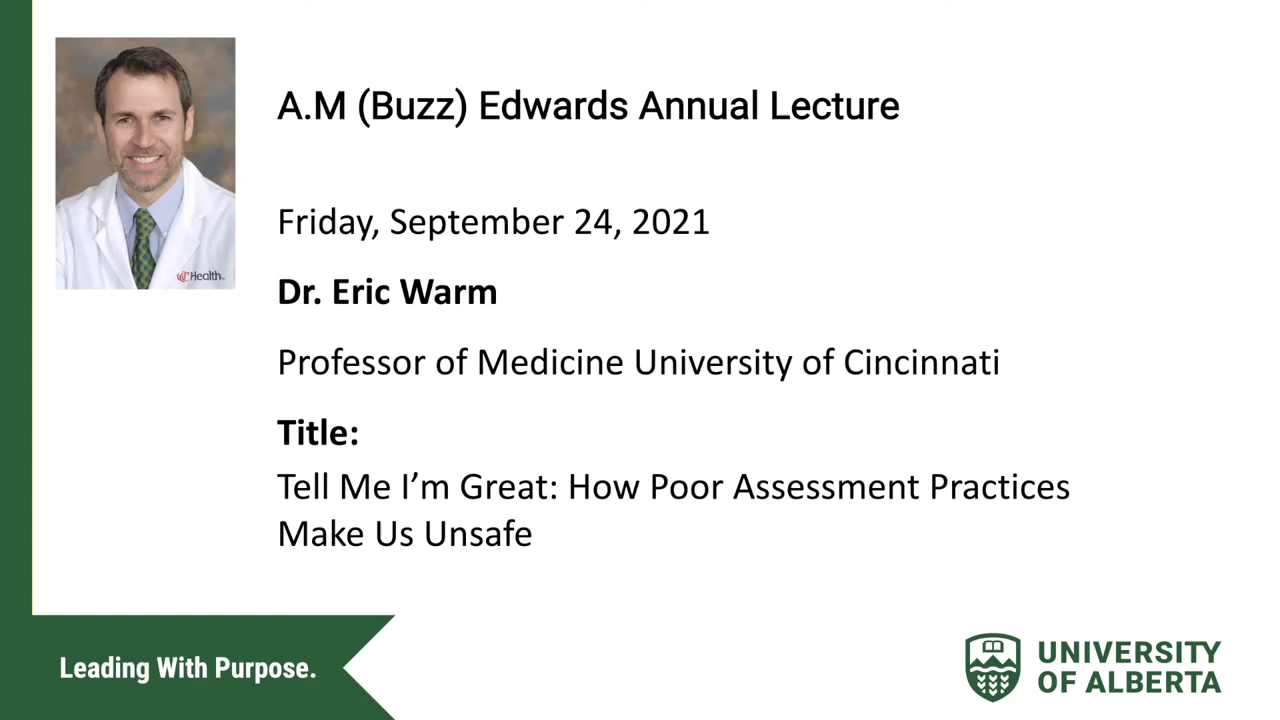 A.M (Buzz) Edwards Annual Lecture
Friday, September 24, 2021
Dr. Eric Warm
Professor of Medicine University of Cincinnati
Title:
Tell Me I’m Great: How Poor Assessment Practices
Make Us Unsafe
Health
Leading With Purpose.
UNIVERSITY
OF ALBERTA